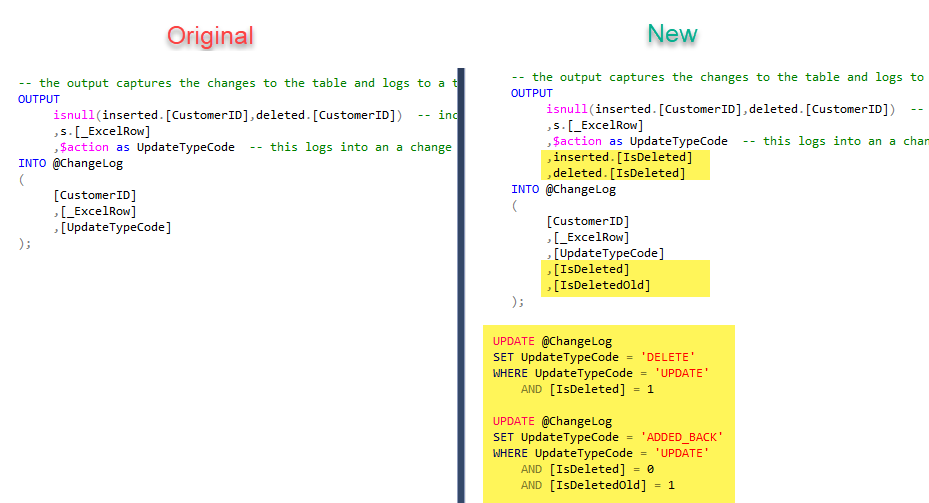 Original
-- the output captures the changes to the table and logs to a
OUTPUT
isnull(inserted.[CustomerID],deleted.[CustomerID])  --
,s.[_ExcelRow]
,$action as UpdateTypeCode  -- this logs into an a change
INTO @ChangeLog
(
[CustomerID]
,[_ExcelRow]
,[UpdateTypeCode]
);
New
-- the output captures the changes to the table and logs to
OUTPUT
isnull(inserted.[CustomerID],deleted.[CustomerID])  --
,s.[_ExcelRow]
,$action as UpdateTypeCode  -- this logs into an a
,inserted.[IsDeleted]
,deleted.[IsDeleted]
INTO @ChangeLog
(
[CustomerID]
,[_ExcelRow]
,[UpdateTypeCode]
,[IsDeleted]
,[IsDeletedOld]
);
UPDATE @ChangeLog
SET UpdateTypeCode = 'DELETE'
WHERE UpdateTypeCode = 'UPDATE'
AND [IsDeleted] = 1
UPDATE @ChangeLog
SET UpdateTypeCode = 'ADDED_BACK'
WHERE UpdateTypeCode = 'UPDATE'
AND [IsDeleted] = 0
AND [IsDeletedOld] = 1